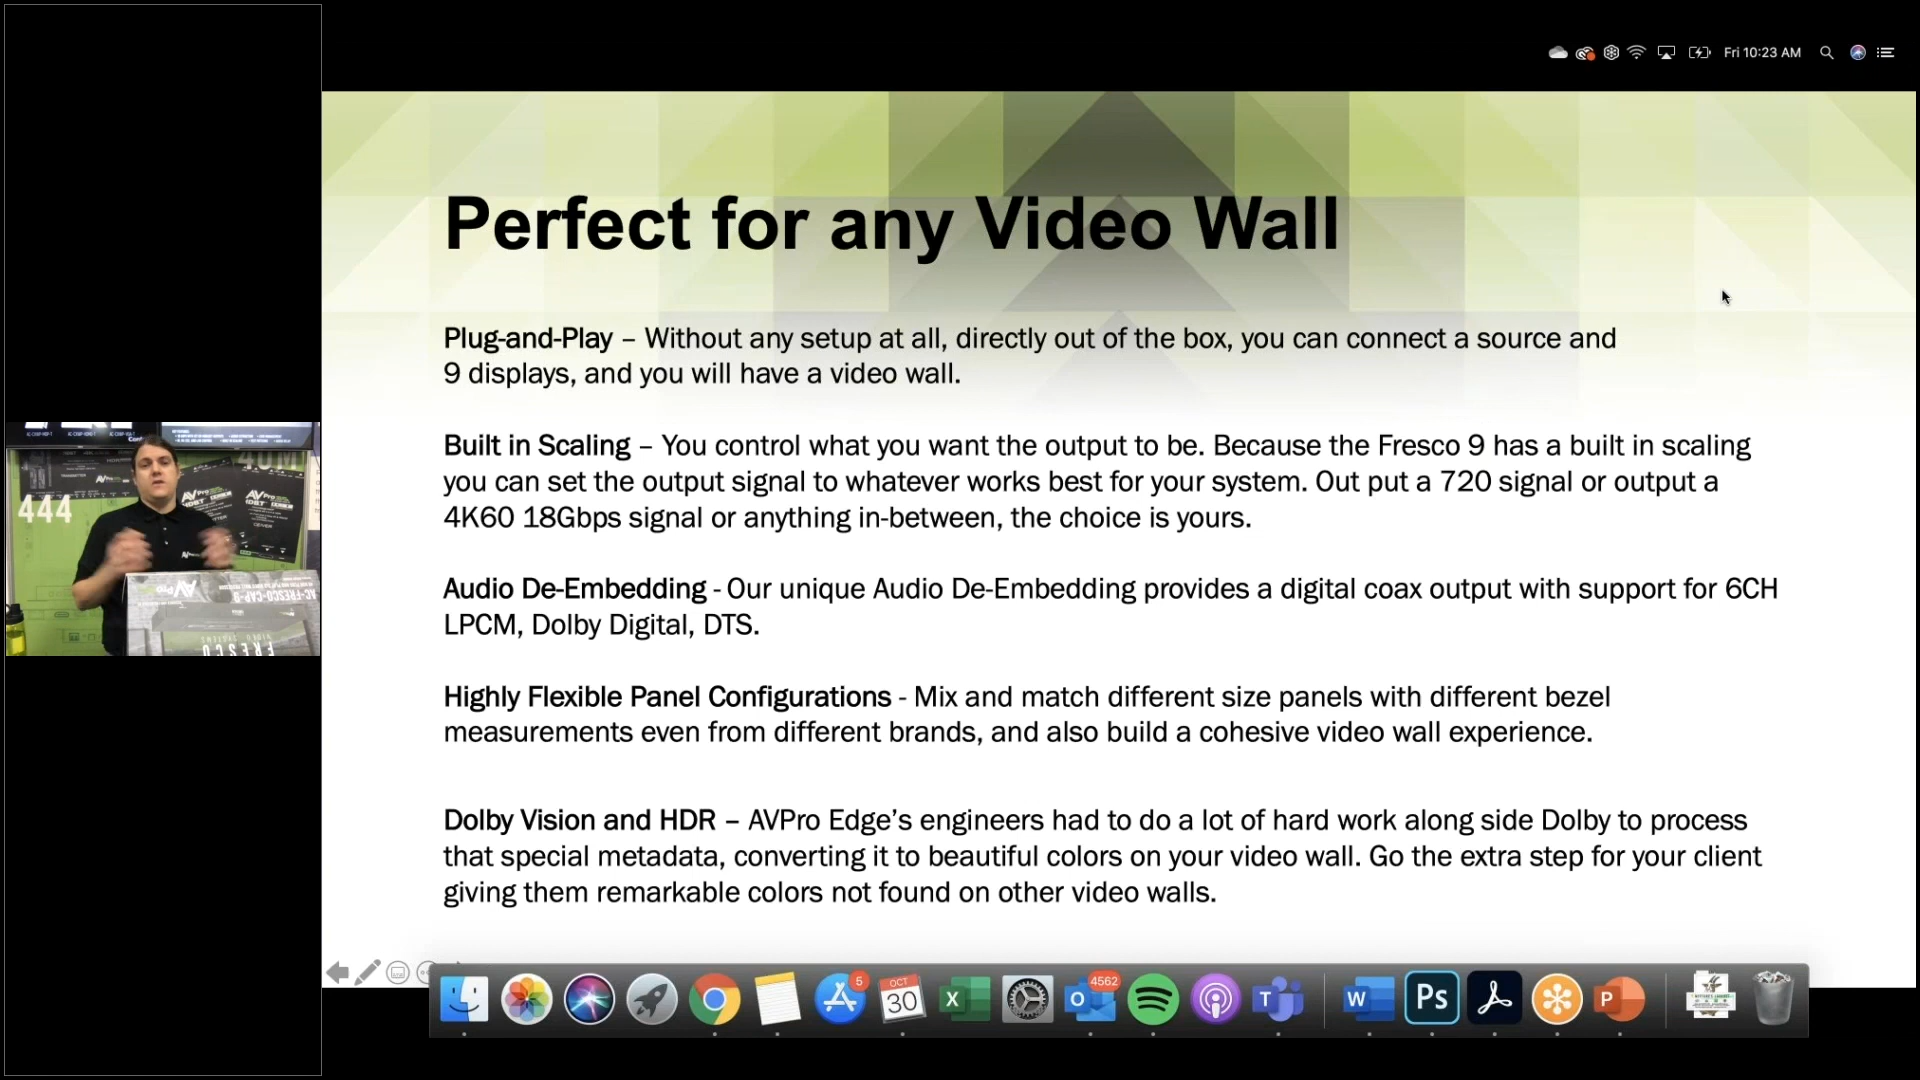 Fri 10:23 AM
Perfect for any Video Wall
Plug-and-Play – Without any setup at all, directly out of the box, you can connect a source and
9 displays, and you will have a video wall.
Built in Scaling – You control what you want the output to be. Because the Fresco 9 has a built in scaling
you can set the output signal to whatever works best for your system. Out put a 720 signal or output a
4K60 18Gbps signal or anything in-between, the choice is yours.
Audio De-Embedding - Our unique Audio De-Embedding provides a digital coax output with support for 6CH
LPCM, Dolby Digital, DTS.
Highly Flexible Panel Configurations - Mix and match different size panels with different bezel
measurements even from different brands, and also build a cohesive video wall experience.
Dolby Vision and HDR – AVPro Edge's engineers had to do a lot of hard work along side Dolby to process
that special metadata, converting it to beautiful colors on your video wall. Go the extra step for your client
giving them remarkable colors not found on other video walls.
444
AVPro
AVPro
AC-FRESCO-CAP-9
FRESCO
VIDEO SYSTEMS
5
OCT
30
X
4562
O
T
W
Ps
P